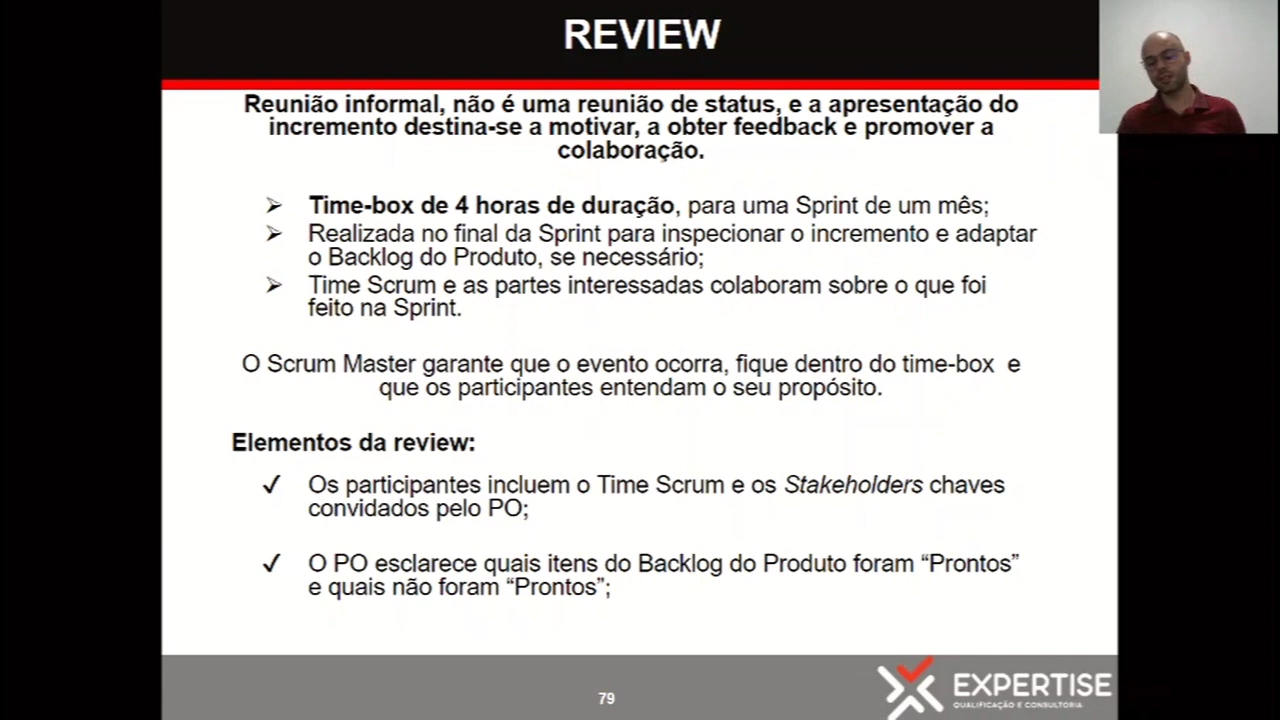 REVIEW
Reunião informal, não é uma reunião de status, e a apresentação do
incremento destina-se a motivar, a obter feedback e promover a
colaboração.
➢ Time-box de 4 horas de duração, para uma Sprint de um mês;
➢ Realizada no final da Sprint para inspecionar o incremento e adaptar
o Backlog do Produto, se necessário;
➢ Time Scrum e as partes interessadas colaboram sobre o que foi
feito na Sprint.
O Scrum Master garante que o evento ocorra, fique dentro do time-box e
que os participantes entendam o seu propósito.
Elementos da review:
✓ Os participantes incluem o Time Scrum e os Stakeholders chaves
convidados pelo PO;
✓ O PO esclarece quais itens do Backlog do Produto foram “Prontos”
e quais não foram “Prontos”;
79
EXPERTISE
QUALIFICAÇÃO E CONSULTORIA